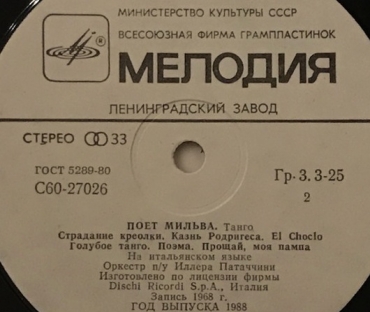 МИНИСТЕРСТВО КУЛЬТУРЫ СССР
ВСЕСОЮЗНАЯ ФИРМА ГРАМПЛАСТИНОК
МЕЛОДИЯ
ЛЕНИНГРАДСКИЙ ЗАВОД
СТЕРЕО 33
ГОСТ 5289-80
С60-27026
Гр. 3. 3-25
2
ПОЕТ МИЛЬВА. Танго
Страдание креолки. Казнь Родригеса. El Choclo
Голубое танго. Поэма. Прощай, моя пампа
На итальянском языке
Оркестр п/у Иллера Патаччини
Изготовлено по лицензии фирмы
Dischi Ricordi S.p.A., Италия
Запись 1968 г.
ГОД ВЫПУСКА 1988